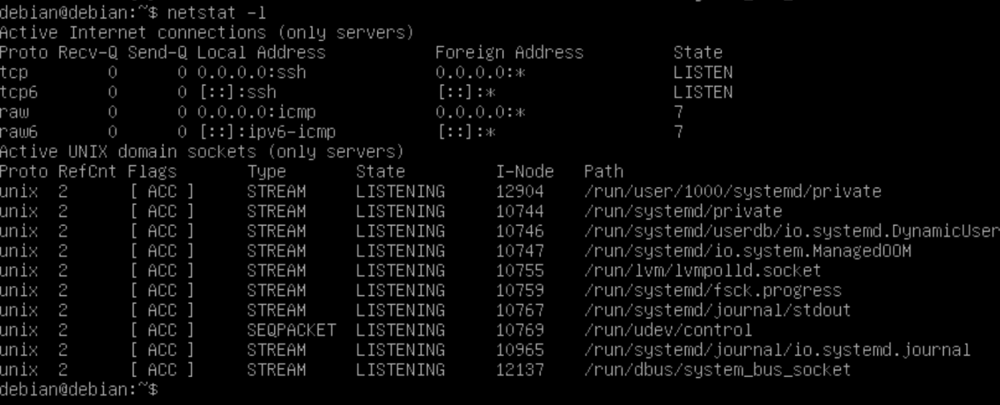 debian@debian:~$ netstat -l
Active Internet connections (only servers)
Proto Recv-Q Send-Q Local Address           Foreign Address         State
tcp        0      0 0.0.0.0:ssh             0.0.0.0:*               LISTEN
tcp6       0      0 [::]:ssh                [::]:*                  LISTEN
raw        0      0 0.0.0.0:icmp            0.0.0.0:*               7
raw6       0      0 [::]:ipv6-icmp          [::]:*                  7
Active UNIX domain sockets (only servers)
Proto RefCnt Flags       Type       State         I-Node   Path
unix  2      [ ACC ]     STREAM     LISTENING     12904    /run/user/1000/systemd/private
unix  2      [ ACC ]     STREAM     LISTENING     10744    /run/systemd/private
unix  2      [ ACC ]     STREAM     LISTENING     10746    /run/systemd/userdb/io.systemd.DynamicUser
unix  2      [ ACC ]     STREAM     LISTENING     10747    /run/systemd/io.system.ManagedOOM
unix  2      [ ACC ]     STREAM     LISTENING     10755    /run/lvm/lvmpolld.socket
unix  2      [ ACC ]     STREAM     LISTENING     10759    /run/systemd/fsck.progress
unix  2      [ ACC ]     STREAM     LISTENING     10767    /run/systemd/journal/stdout
unix  2      [ ACC ]     SEQPACKET  LISTENING     10769    /run/udev/control
unix  2      [ ACC ]     STREAM     LISTENING     10965    /run/systemd/journal/io.systemd.journal
unix  2      [ ACC ]     STREAM     LISTENING     12137    /run/dbus/system_bus_socket
debian@debian:~$